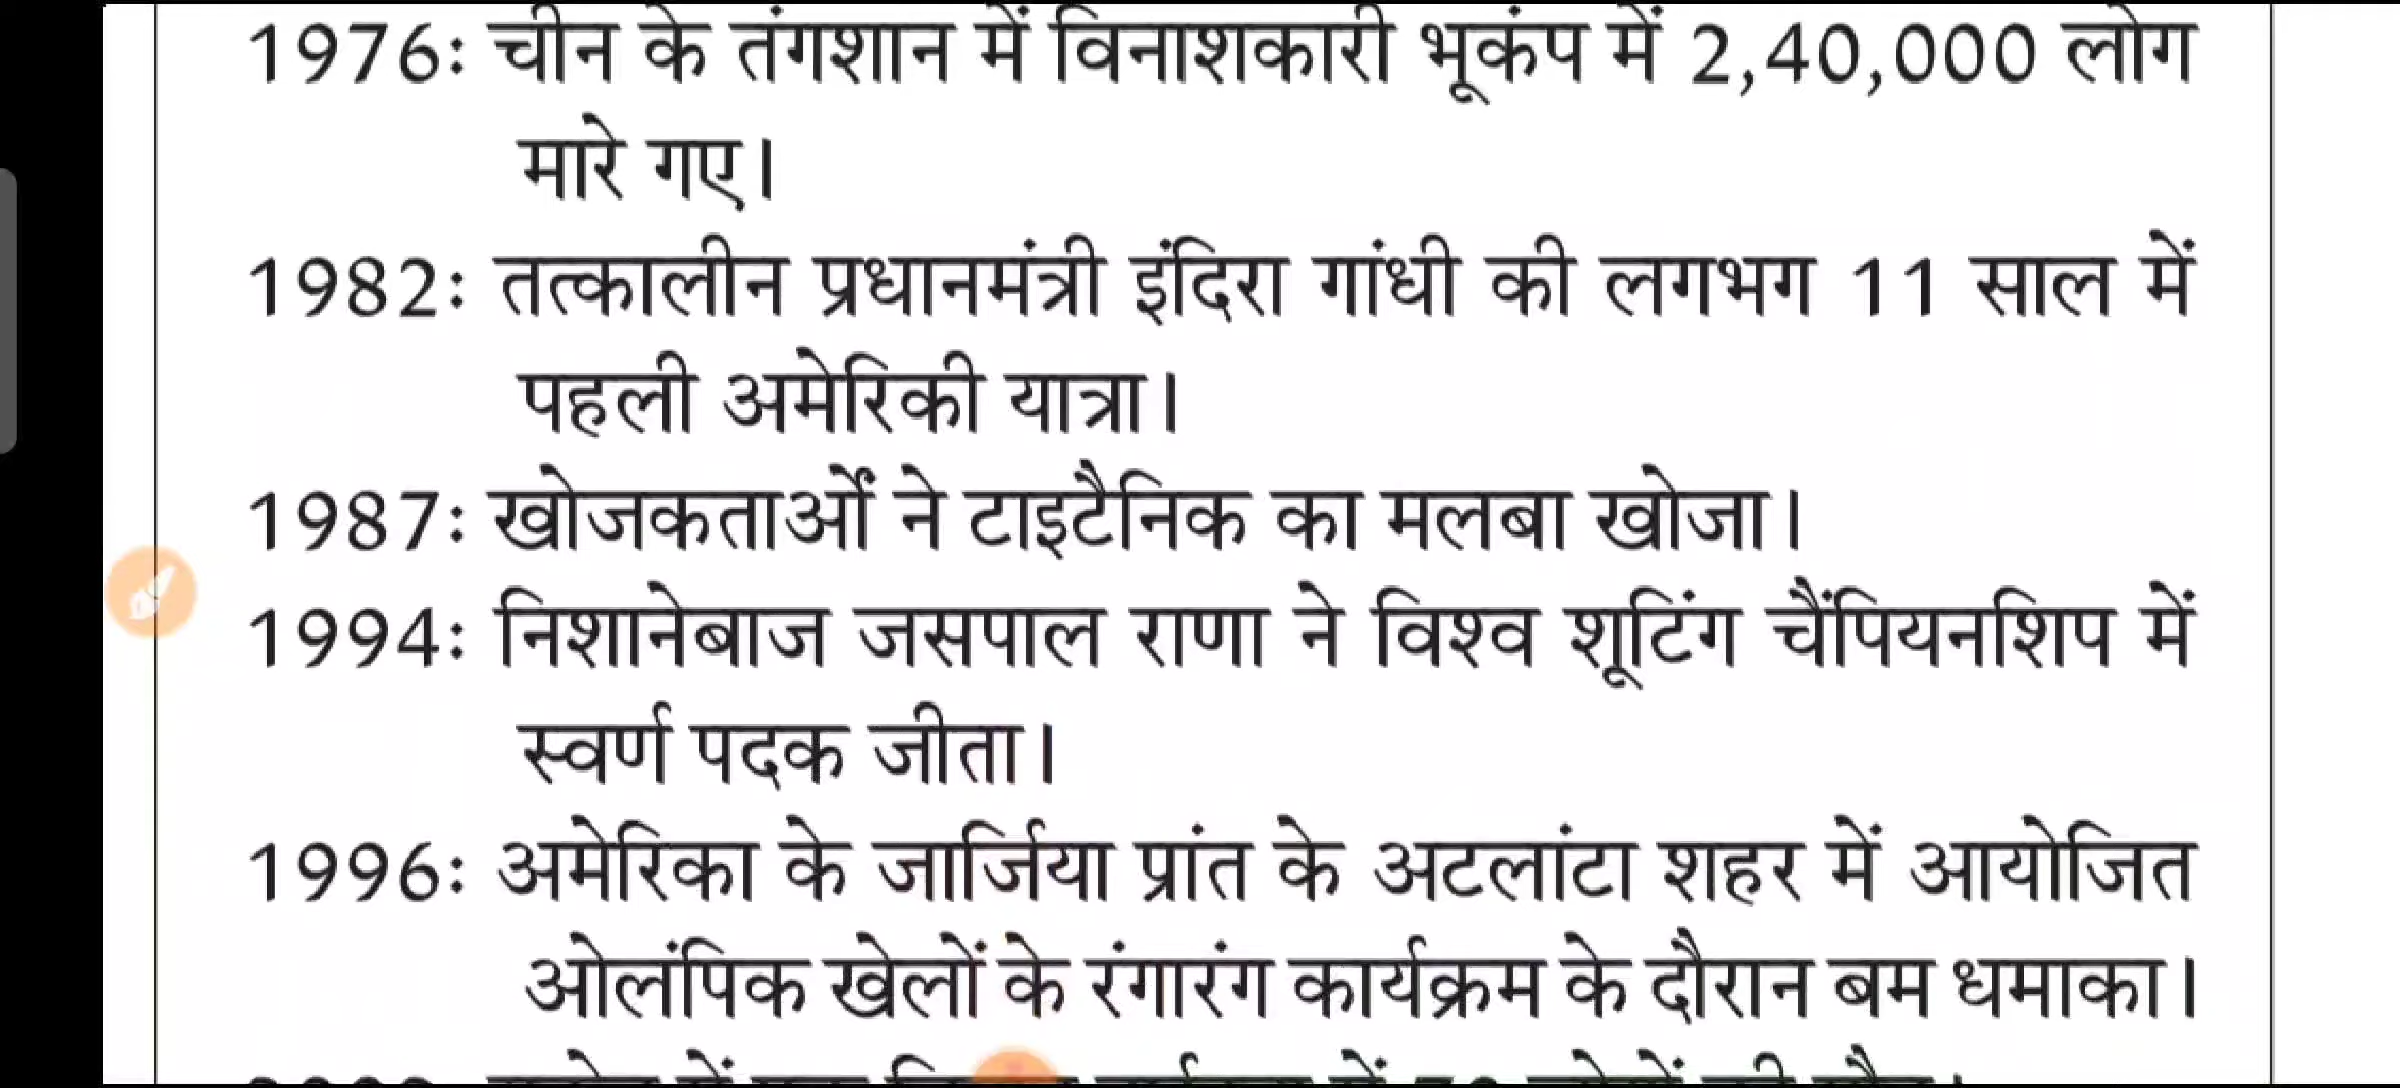 1976: चीन के तंगशान में विनाशकारी भूकंप में 2,40,000 लोग
मारे गए।
1982: तत्कालीन प्रधानमंत्री इंदिरा गांधी की लगभग 11 साल में
पहली अमेरिकी यात्रा।
1987: खोजकताओं ने टाइटैनिक का मलबा खोजा।
1994: निशानेबाज जसपाल राणा ने विश्व शूटिंग चैंपियनशिप में
स्वर्ण पदक जीता।
1996: अमेरिका के जार्जिया प्रांत के अटलांटा शहर में आयोजित
ओलंपिक खेलों के रंगारंग कार्यक्रम के दौरान बम धमाका।